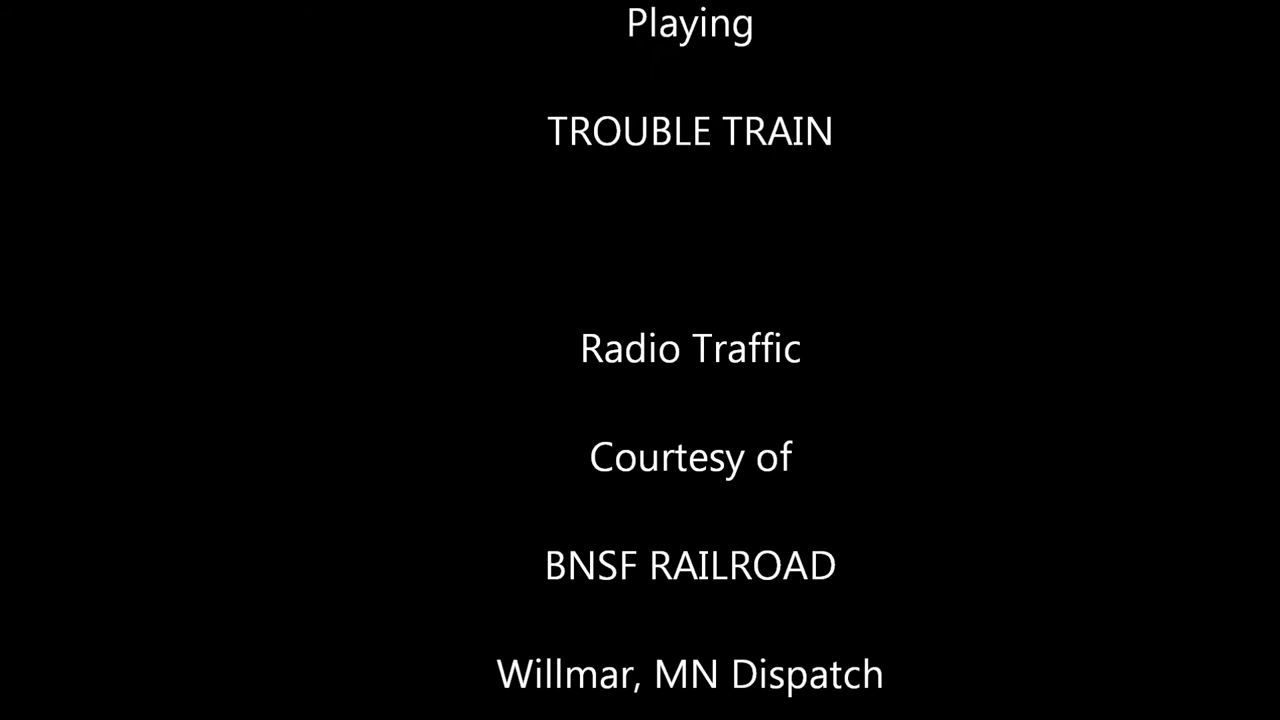 Playing
TROUBLE TRAIN
Radio Traffic
Courtesy of
BNSF RAILROAD
Willmar, MN Dispatch